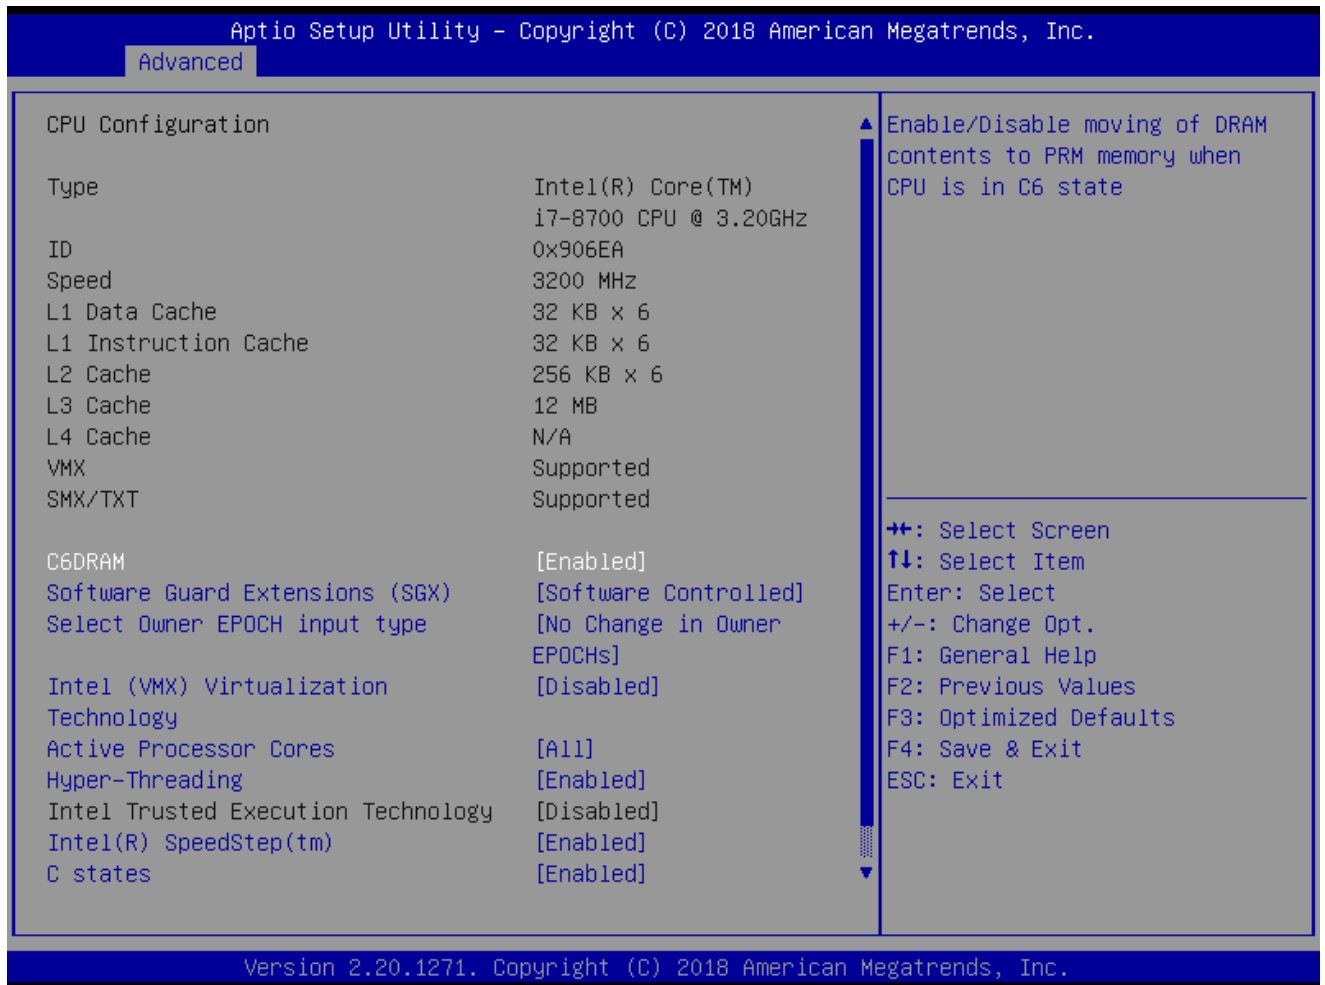 Aptio Setup Utility – Copyright (C) 2018 American Megatrends, Inc.
Advanced
CPU Configuration
Type Intel(R) Core(TM)
i7-8700 CPU @ 3.20GHz
ID 0x906EA
Speed 3200 MHz
L1 Data Cache 32 KB x 6
L1 Instruction Cache 32 KB x 6
L2 Cache 256 KB x 6
L3 Cache 12 MB
L4 Cache N/A
VMX Supported
SMX/TXT Supported
C6DRAM [Enabled]
Software Guard Extensions (SGX) [Software Controlled]
Select Owner EPOCH input type [No Change in Owner
EPOCHs]
Intel (VMX) Virtualization [Disabled]
Technology
Active Processor Cores [All]
Hyper-Threading [Enabled]
Intel Trusted Execution Technology [Disabled]
Intel(R) SpeedStep(tm) [Enabled]
C states [Enabled]
Enable/Disable moving of DRAM
contents to PRM memory when
CPU is in C6 state
→←: Select Screen
↑↓: Select Item
Enter: Select
+/-: Change Opt.
F1: General Help
F2: Previous Values
F3: Optimized Defaults
F4: Save & Exit
ESC: Exit
Version 2.20.1271. Copyright (C) 2018 American Megatrends, Inc.